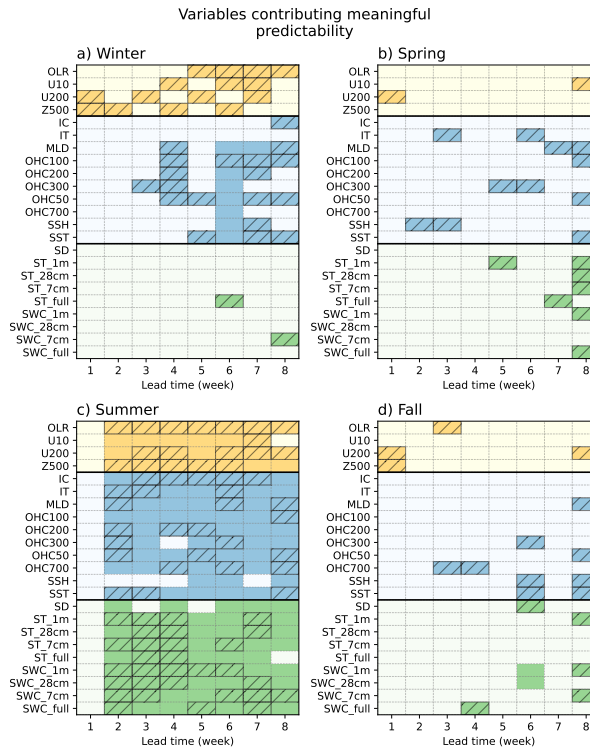 Variables contributing meaningful
predictability
a) Winter
OLR
U10
U200
Z500
IC
IT
MLD
OHC100
OHC200
OHC300
OHC50
OHC700
SSH
SST
SD
ST_1m
ST_28cm
ST_7cm
ST_full
SWC_1m
SWC_28cm
SWC_7cm
SWC_full
1 2 3 4 5 6 7 8
Lead time (week)
b) Spring
OLR
U10
U200
Z500
IC
IT
MLD
OHC100
OHC200
OHC300
OHC50
OHC700
SSH
SST
SD
ST_1m
ST_28cm
ST_7cm
ST_full
SWC_1m
SWC_28cm
SWC_7cm
SWC_full
1 2 3 4 5 6 7 8
Lead time (week)
c) Summer
OLR
U10
U200
Z500
IC
IT
MLD
OHC100
OHC200
OHC300
OHC50
OHC700
SSH
SST
SD
ST_1m
ST_28cm
ST_7cm
ST_full
SWC_1m
SWC_28cm
SWC_7cm
SWC_full
1 2 3 4 5 6 7 8
Lead time (week)
d) Fall
OLR
U10
U200
Z500
IC
IT
MLD
OHC100
OHC200
OHC300
OHC50
OHC700
SSH
SST
SD
ST_1m
ST_28cm
ST_7cm
ST_full
SWC_1m
SWC_28cm
SWC_7cm
SWC_full
1 2 3 4 5 6 7 8
Lead time (week)